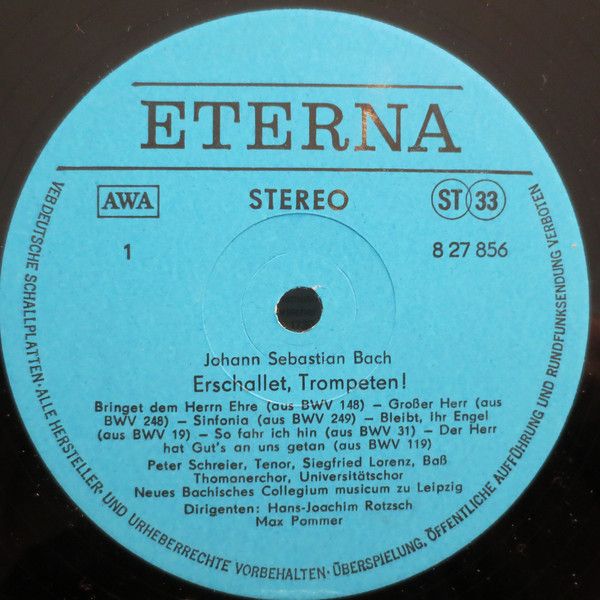 ETERNA
AWA
STEREO
ST 33
1
8 27 856
Johann Sebastian Bach
Erschallet, Trompeten!
Bringet dem Herrn Ehre (aus BWV 148) – Großer Herr (aus
BWV 248) – Sinfonia (aus BWV 249) – Bleibt, ihr Engel
(aus BWV 19) – So fahr ich hin (aus BWV 31) – Der Herr
hat Gut's an uns getan (aus BWV 119)
Peter Schreier, Tenor, Siegfried Lorenz, Baß
Thomanerchor, Universitätschor
Neues Bachisches Collegium musicum zu Leipzig
Dirigenten: Hans-Joachim Rotzsch
Max Pommer
VEB DEUTSCHE SCHALLPLATTEN · ALLE HERSTELLER- UND URHEBERRECHTE VORBEHALTEN · ÜBERSPIELUNG, ÖFFENTLICHE AUFFÜHRUNG UND RUNDFUNKSENDUNG VERBOTEN